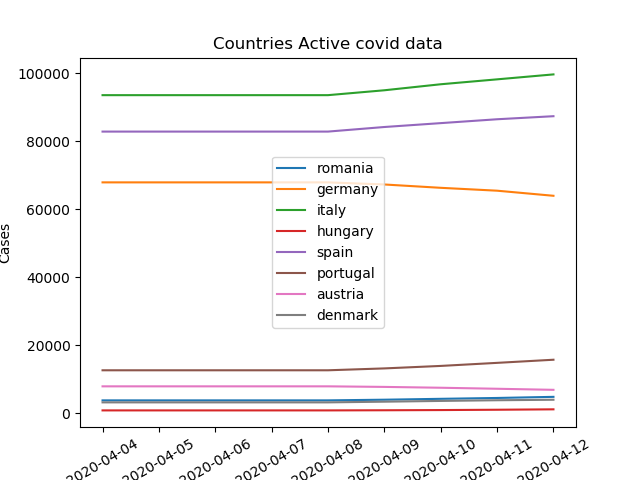 Countries Active covid data
100000
80000
60000
40000
20000
0
Cases
romania
germany
italy
hungary
spain
portugal
austria
denmark
2020-04-04
2020-04-05
2020-04-06
2020-04-07
2020-04-08
2020-04-09
2020-04-10
2020-04-11
2020-04-12